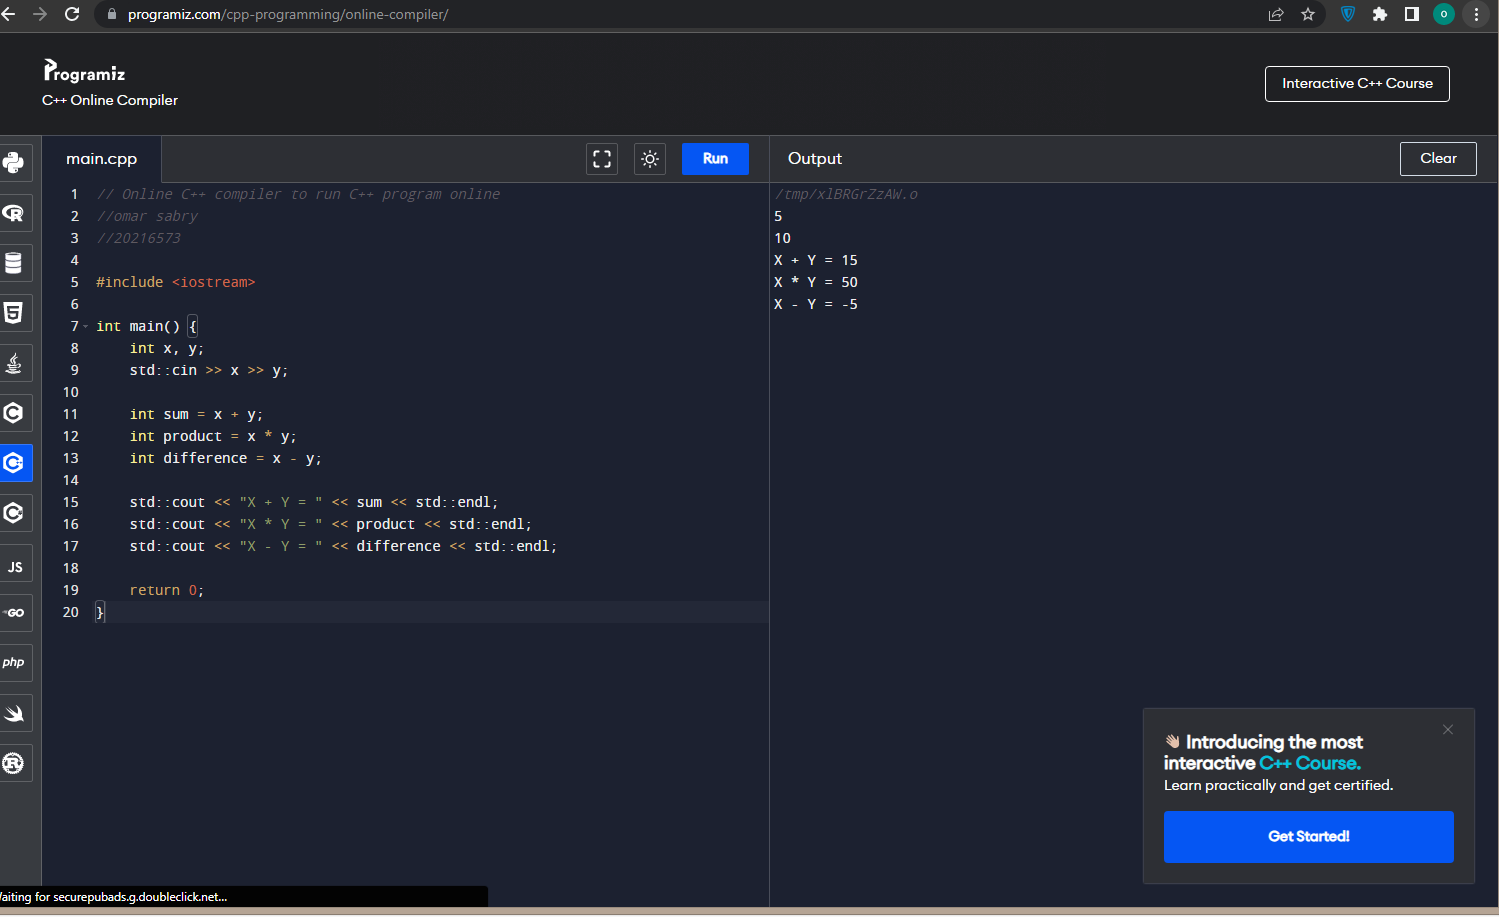 programiz.com/cpp-programming/online-compiler/
o
Programiz
C++ Online Compiler
Interactive C++ Course
main.cpp
Run
Output
Clear
1 // Online C++ compiler to run C++ program online
2 //omar sabry
3 //20216573
4
5 #include <iostream>
6
7 int main() {
8 int x, y;
9 std::cin >> x >> y;
10
11 int sum = x + y;
12 int product = x * y;
13 int difference = x - y;
14
15 std::cout << "X + Y = " << sum << std::endl;
16 std::cout << "X * Y = " << product << std::endl;
17 std::cout << "X - Y = " << difference << std::endl;
18
19 return 0;
20 }
/tmp/xlBRGrZzAW.o
5
10
X + Y = 15
X * Y = 50
X - Y = -5
R
5
C
C
C
JS
GO
php
R
👋🏻 Introducing the most
interactive C++ Course.
Learn practically and get certified.
Get Started!
aiting for securepubads.g.doubleclick.net...